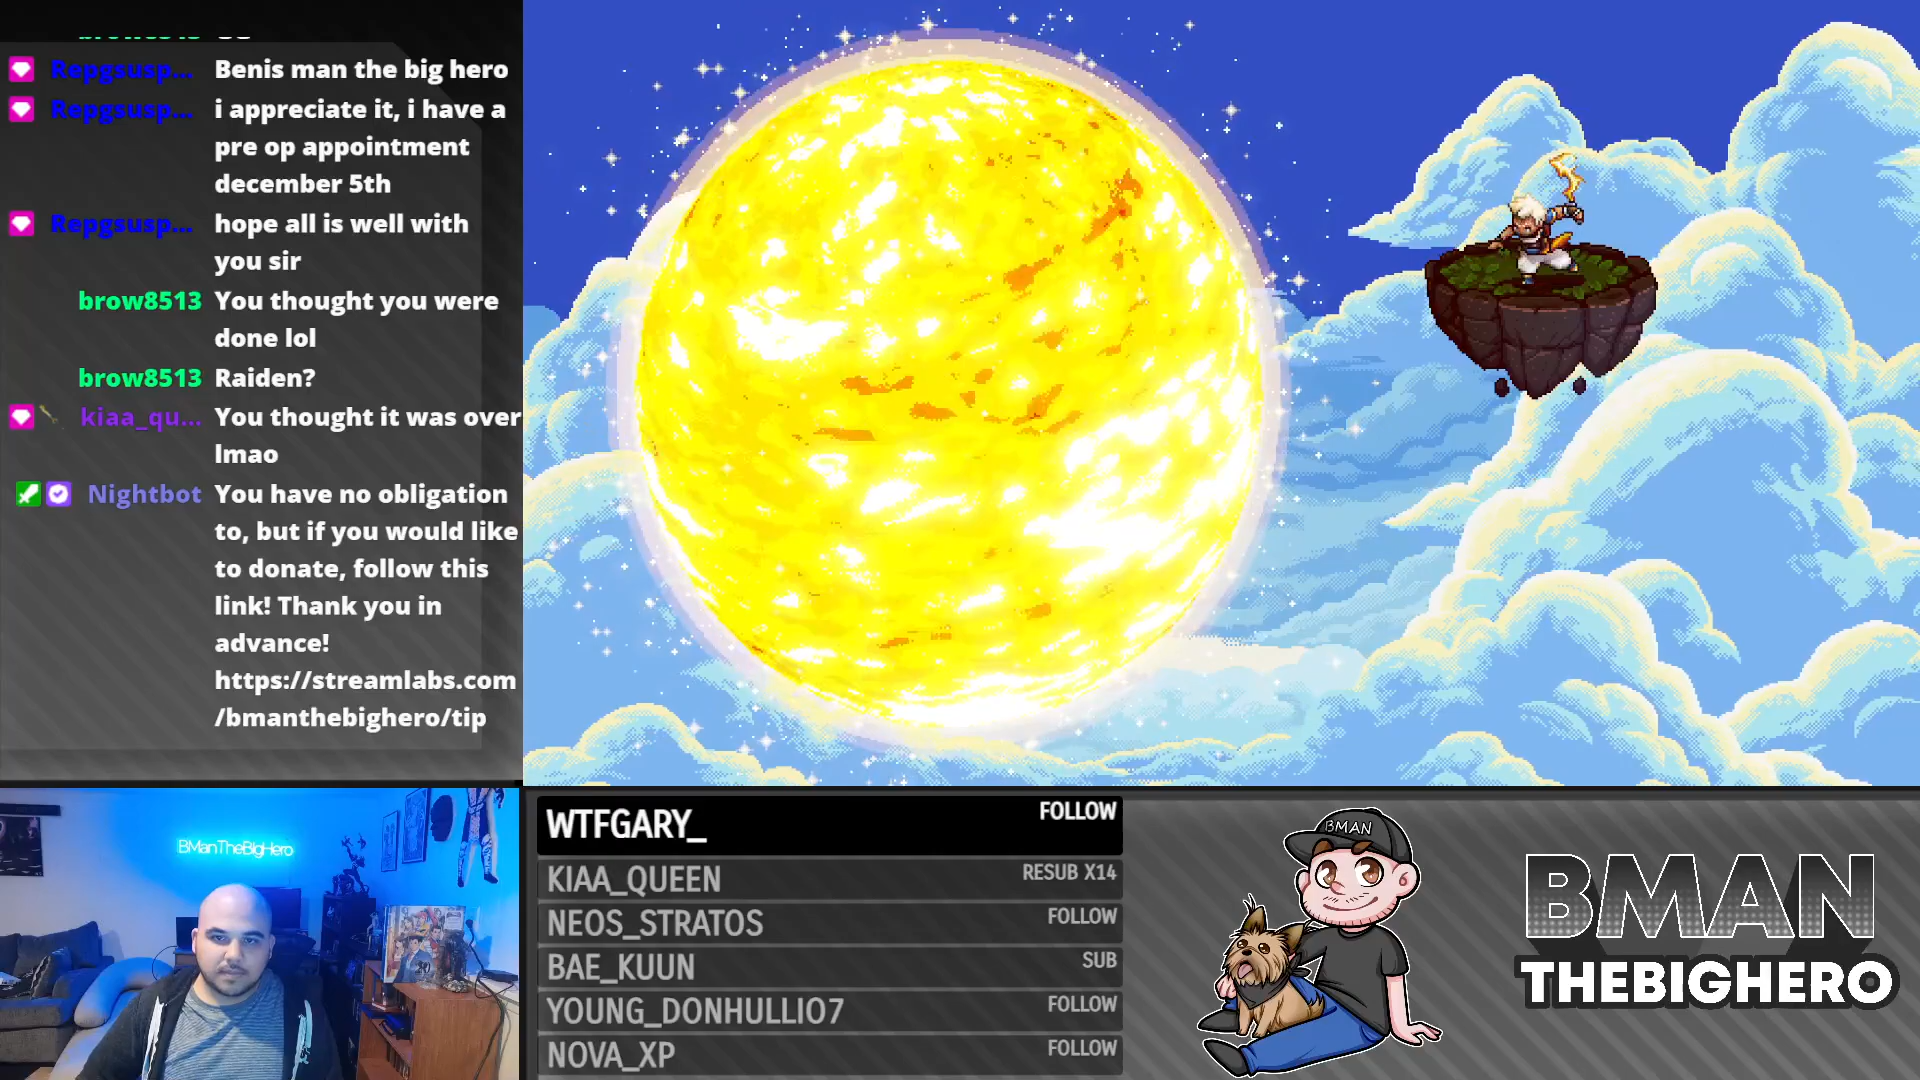 Repgsusp... Benis man the big hero
Repgsusp... i appreciate it, i have a
pre op appointment
december 5th
Repgsusp... hope all is well with
you sir
brow8513 You thought you were
done lol
brow8513 Raiden?
kiaa_qu... You thought it was over
lmao
Nightbot You have no obligation
to, but if you would like
to donate, follow this
link! Thank you in
advance!
https://streamlabs.com
/bmanthebighero/tip
BManTheBigHero
WTFGARY_ FOLLOW
KIAA_QUEEN RESUB X14
NEOS_STRATOS FOLLOW
BAE_KUUN SUB
YOUNG_DONHULLIO7 FOLLOW
NOVA_XP FOLLOW
BMAN
BMAN
THEBIGHERO